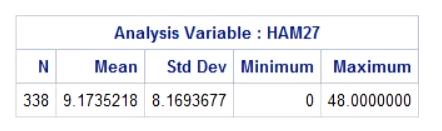 Analysis Variable : HAM27
N Mean Std Dev Minimum Maximum
338 9.1735218 8.1693677 0 48.0000000